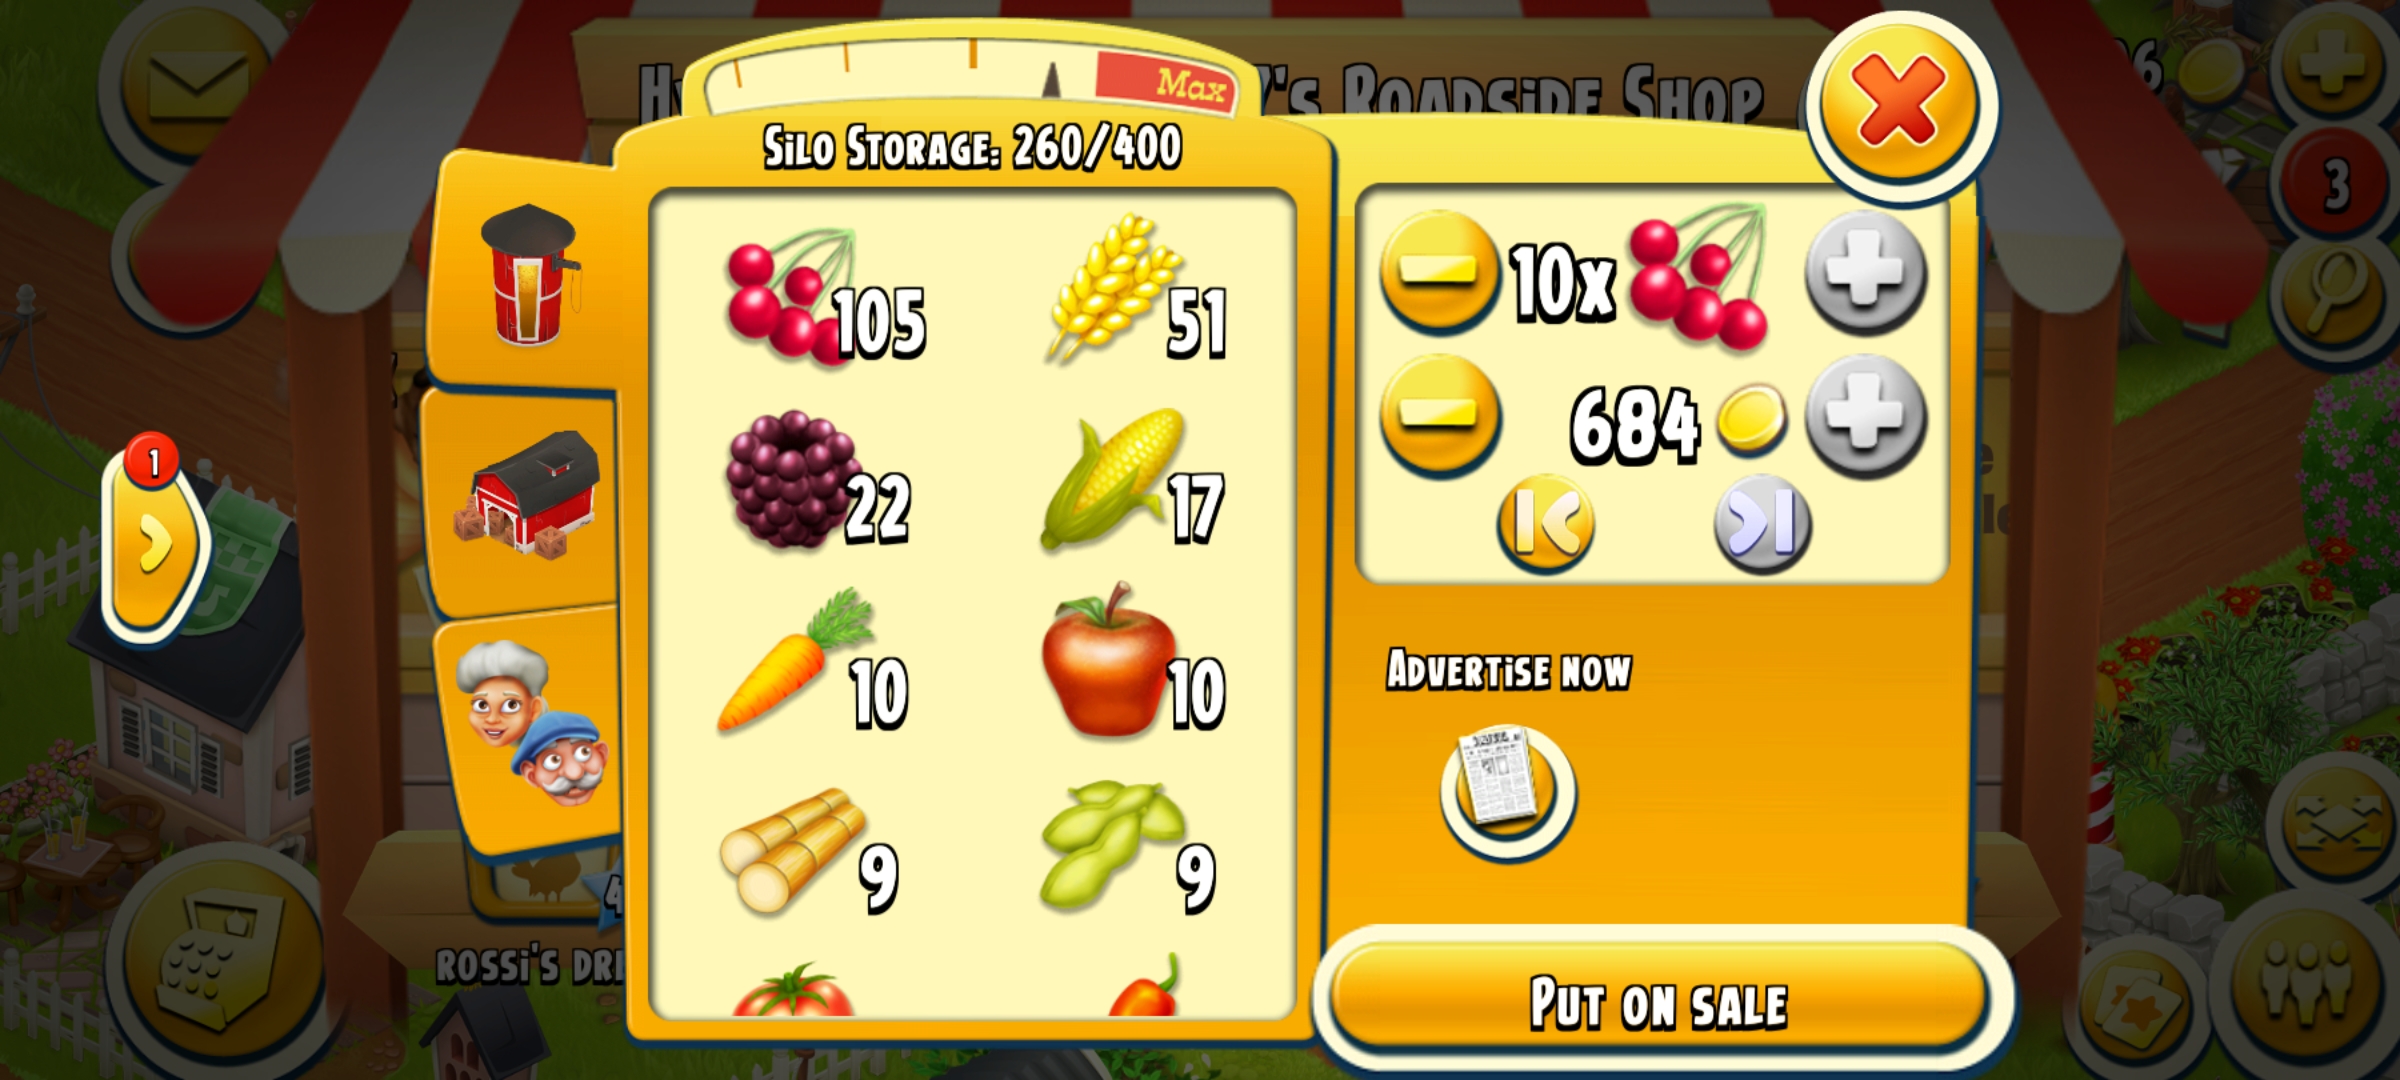 Max
'S ROADSIDE SHOP
SILO STORAGE: 260/400
3
105
51
10x
684
22
17
1
10
10
ADVERTISE NOW
9
9
ROSSI'S
PUT ON SALE